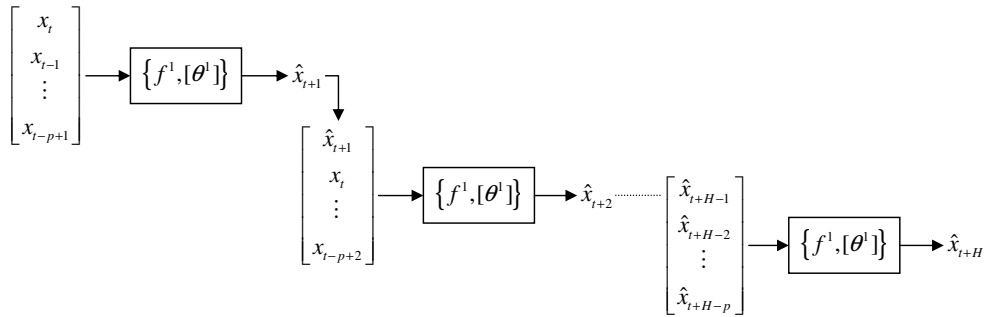 x_t
x_{t-1}
⋮
x_{t-p+1}
{f^1,[θ^1]}
x̂_{t+1}
x̂_{t+1}
x_t
⋮
x_{t-p+2}
{f^1,[θ^1]}
x̂_{t+2}
x̂_{t+H-1}
x̂_{t+H-2}
⋮
x̂_{t+H-p}
{f^1,[θ^1]}
x̂_{t+H}